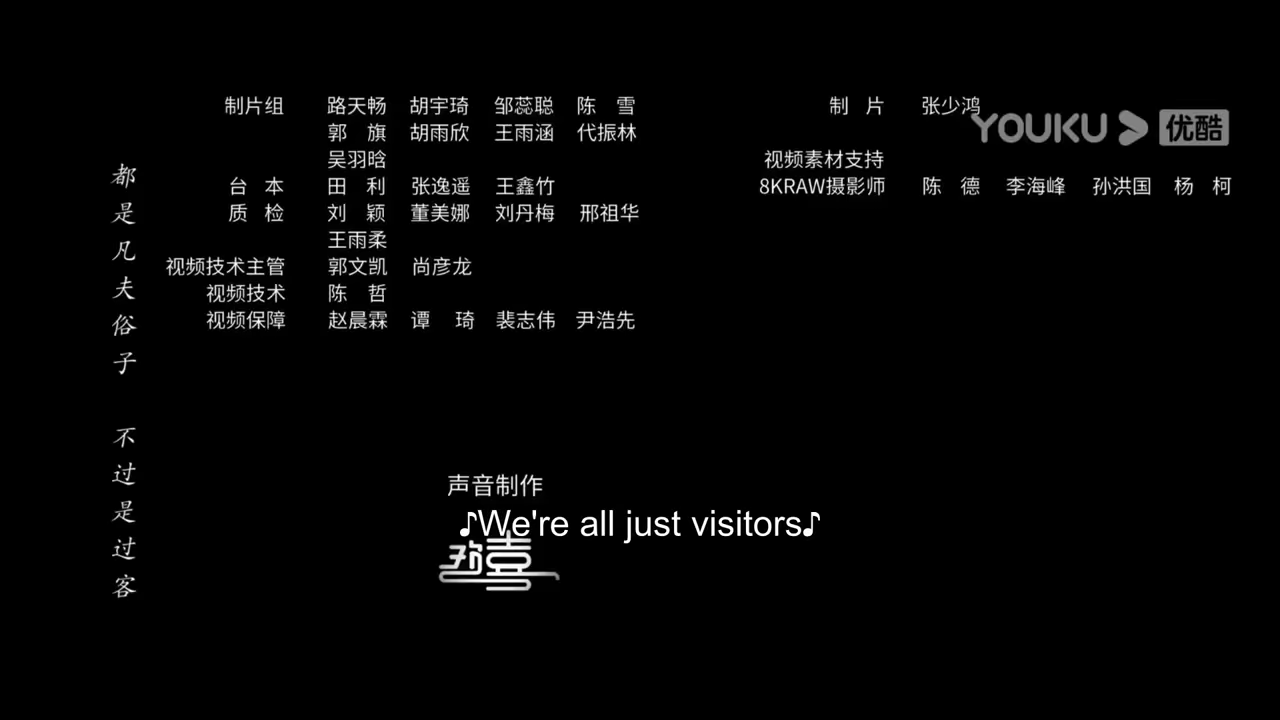 都是凡夫俗子 不过是过客
制片组 路天畅 胡宇琦 邹蕊聪 陈 雪
郭 旗 胡雨欣 王雨涵 代振林
吴羽晗
台 本 田 利 张逸遥 王鑫竹
质 检 刘 颖 董美娜 刘丹梅 邢祖华
王雨柔
视频技术主管 郭文凯 尚彦龙
视频技术 陈 哲
视频保障 赵晨霖 谭 琦 裴志伟 尹浩先
制 片 张少鸿
YOUKU 优酷
视频素材支持
8KRAW摄影师 陈 德 李海峰 孙洪国 杨 柯
声音制作
♪We're all just visitors♪